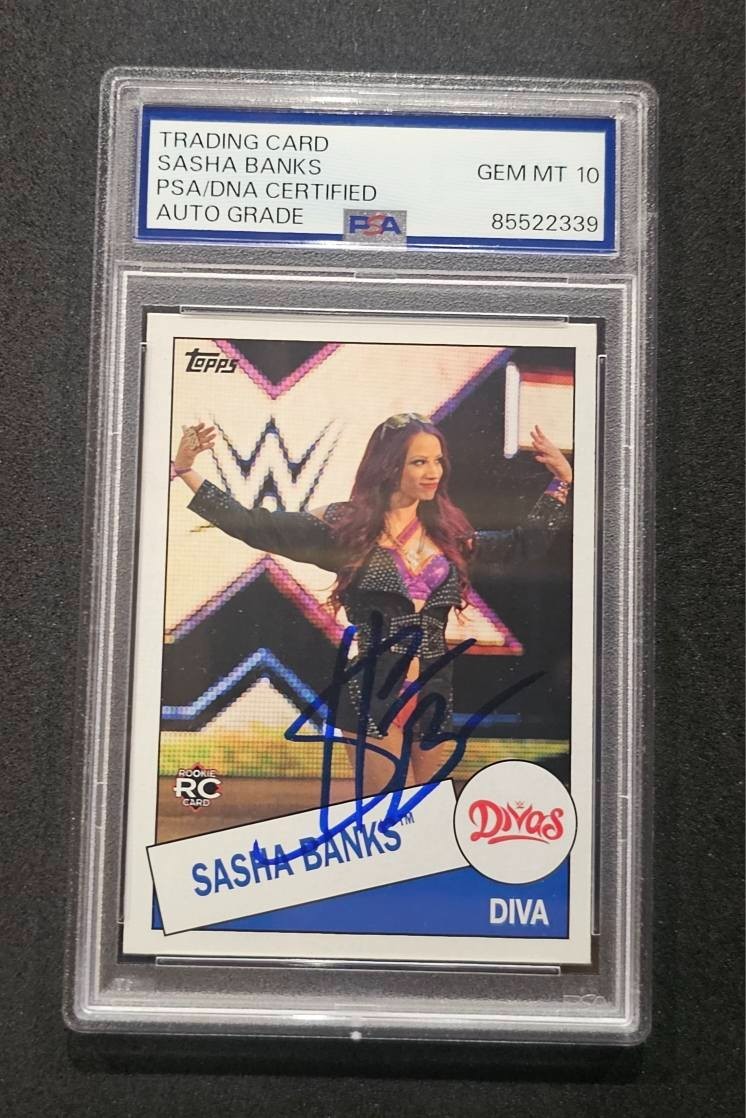 TRADING CARD
SASHA BANKS
PSA/DNA CERTIFIED
AUTO GRADE
GEM MT 10
85522339
PSA
Topps
W
ROOKIE
RC
CARD
SASHA BANKS™
Divas
DIVA